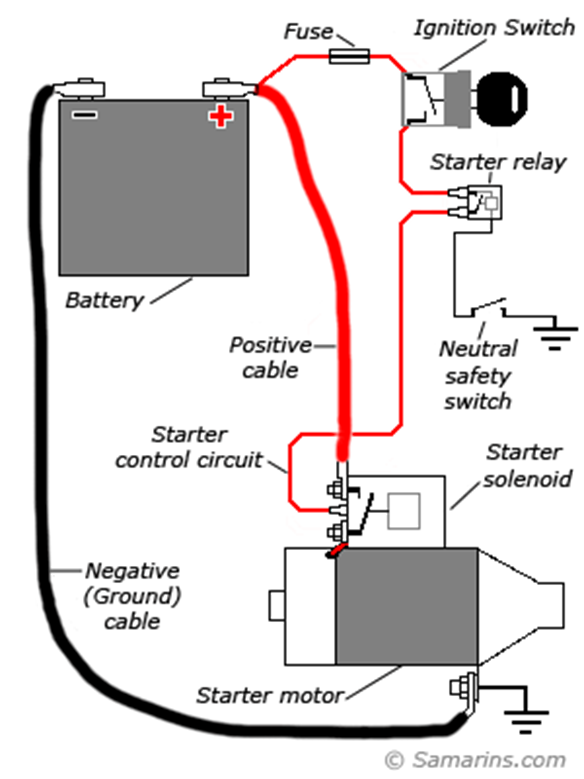 Fuse
Ignition Switch
Starter relay
−
+
Battery
Positive
cable
Neutral
safety
switch
Starter
control circuit
Starter
solenoid
Negative
(Ground)
cable
Starter motor
© Samarins.com